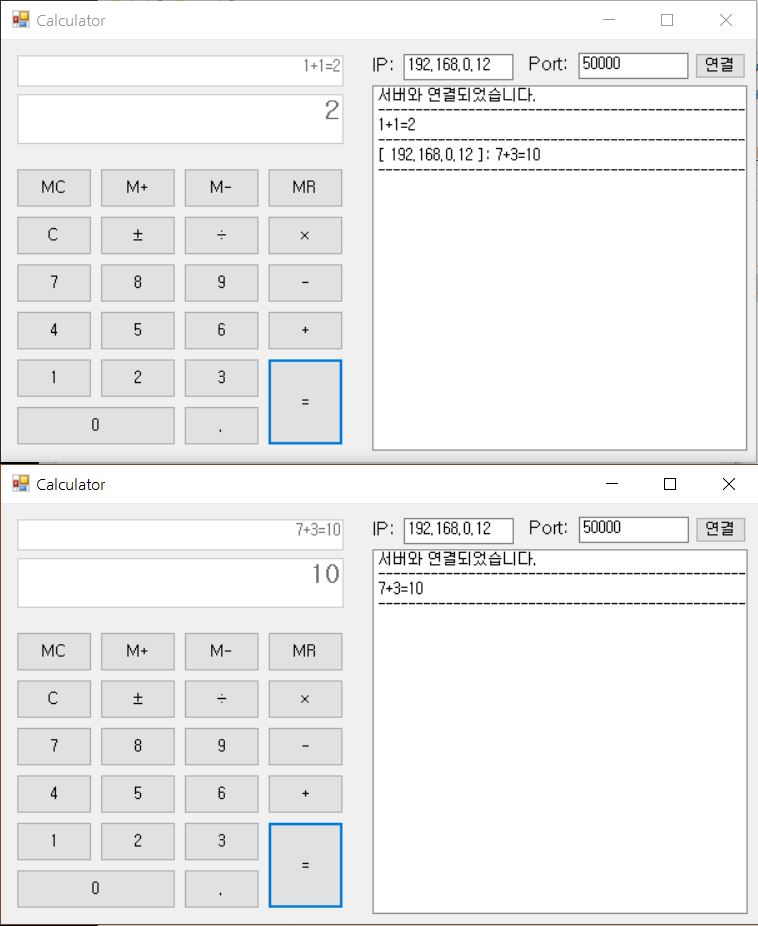 Calculator
1+1=2
2
IP: 192.168.0.12 Port: 50000 연결
서버와 연결되었습니다.
1+1=2
[ 192.168.0.12 ]: 7+3=10
MC M+ M- MR
C ± ÷ ×
7 8 9 -
4 5 6 +
1 2 3 =
0 .
Calculator
7+3=10
10
IP: 192.168.0.12 Port: 50000 연결
서버와 연결되었습니다.
7+3=10
MC M+ M- MR
C ± ÷ ×
7 8 9 -
4 5 6 +
1 2 3 =
0 .